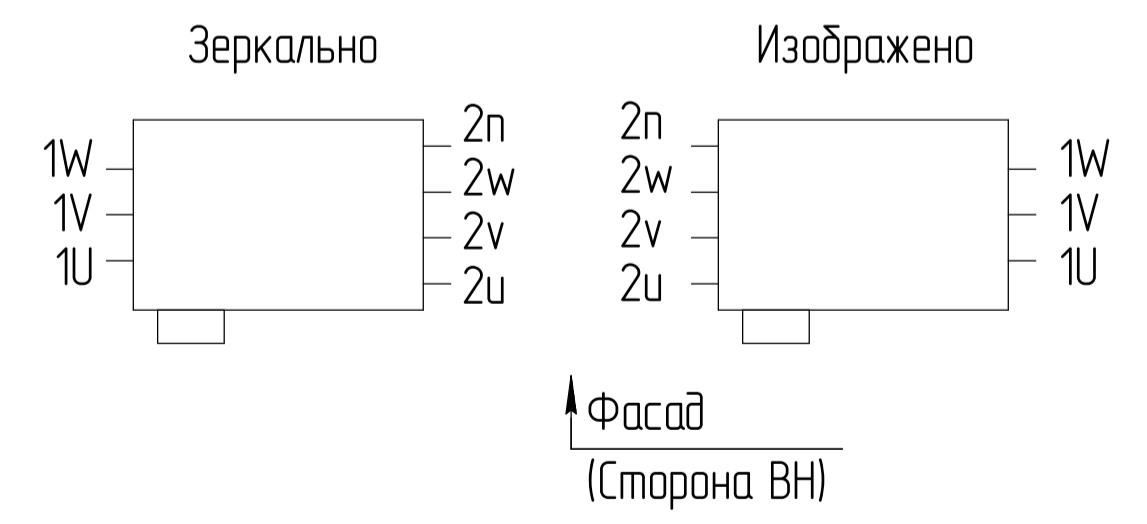 Зеркально
1W
1V
1U
2n
2w
2v
2u
Изображено
2n
2w
2v
2u
1W
1V
1U
Фасад
(Сторона ВН)